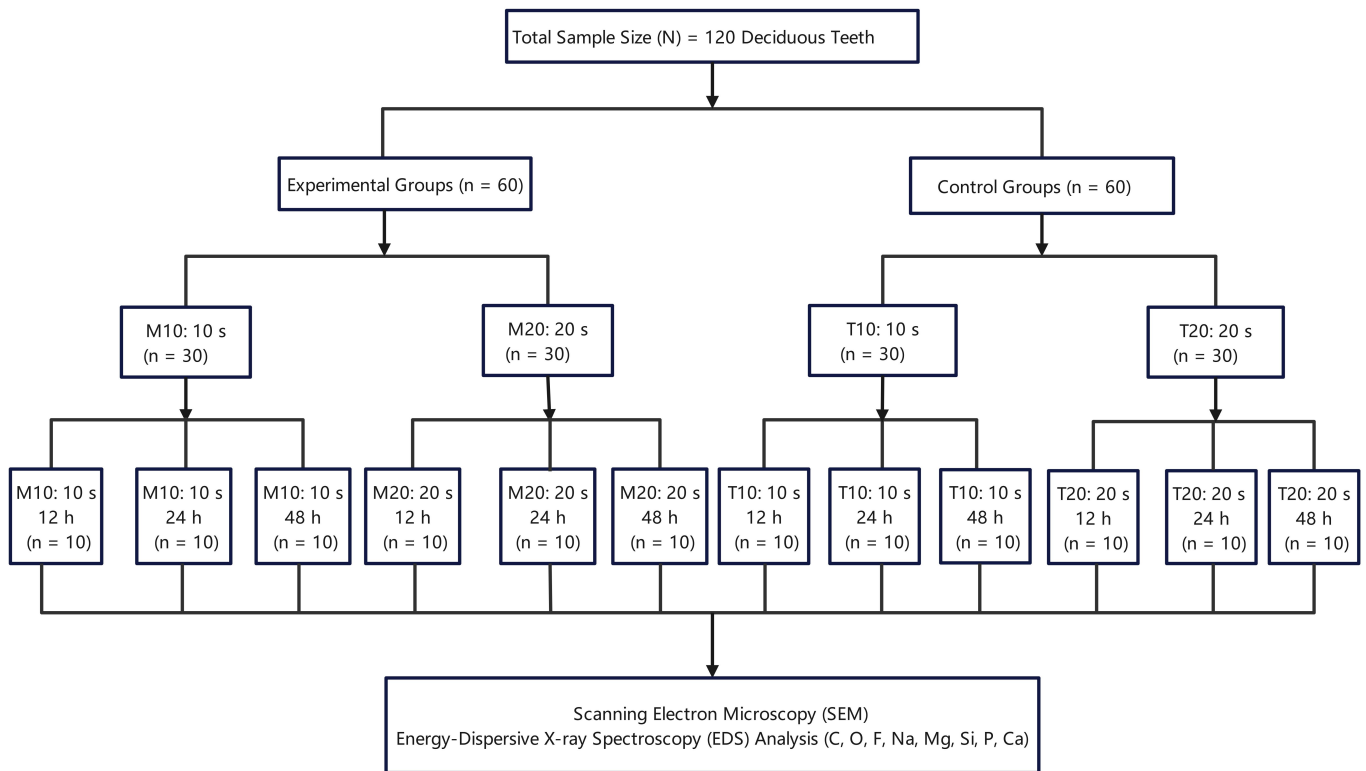 Total Sample Size (N) = 120 Deciduous Teeth
Experimental Groups (n = 60)
Control Groups (n = 60)
M10: 10 s
(n = 30)
M20: 20 s
(n = 30)
T10: 10 s
(n = 30)
T20: 20 s
(n = 30)
M10: 10 s
12 h
(n = 10)
M10: 10 s
24 h
(n = 10)
M10: 10 s
48 h
(n = 10)
M20: 20 s
12 h
(n = 10)
M20: 20 s
24 h
(n = 10)
M20: 20 s
48 h
(n = 10)
T10: 10 s
12 h
(n = 10)
T10: 10 s
24 h
(n = 10)
T10: 10 s
48 h
(n = 10)
T20: 20 s
12 h
(n = 10)
T20: 20 s
24 h
(n = 10)
T20: 20 s
48 h
(n = 10)
Scanning Electron Microscopy (SEM)
Energy-Dispersive X-ray Spectroscopy (EDS) Analysis (C, O, F, Na, Mg, Si, P, Ca)